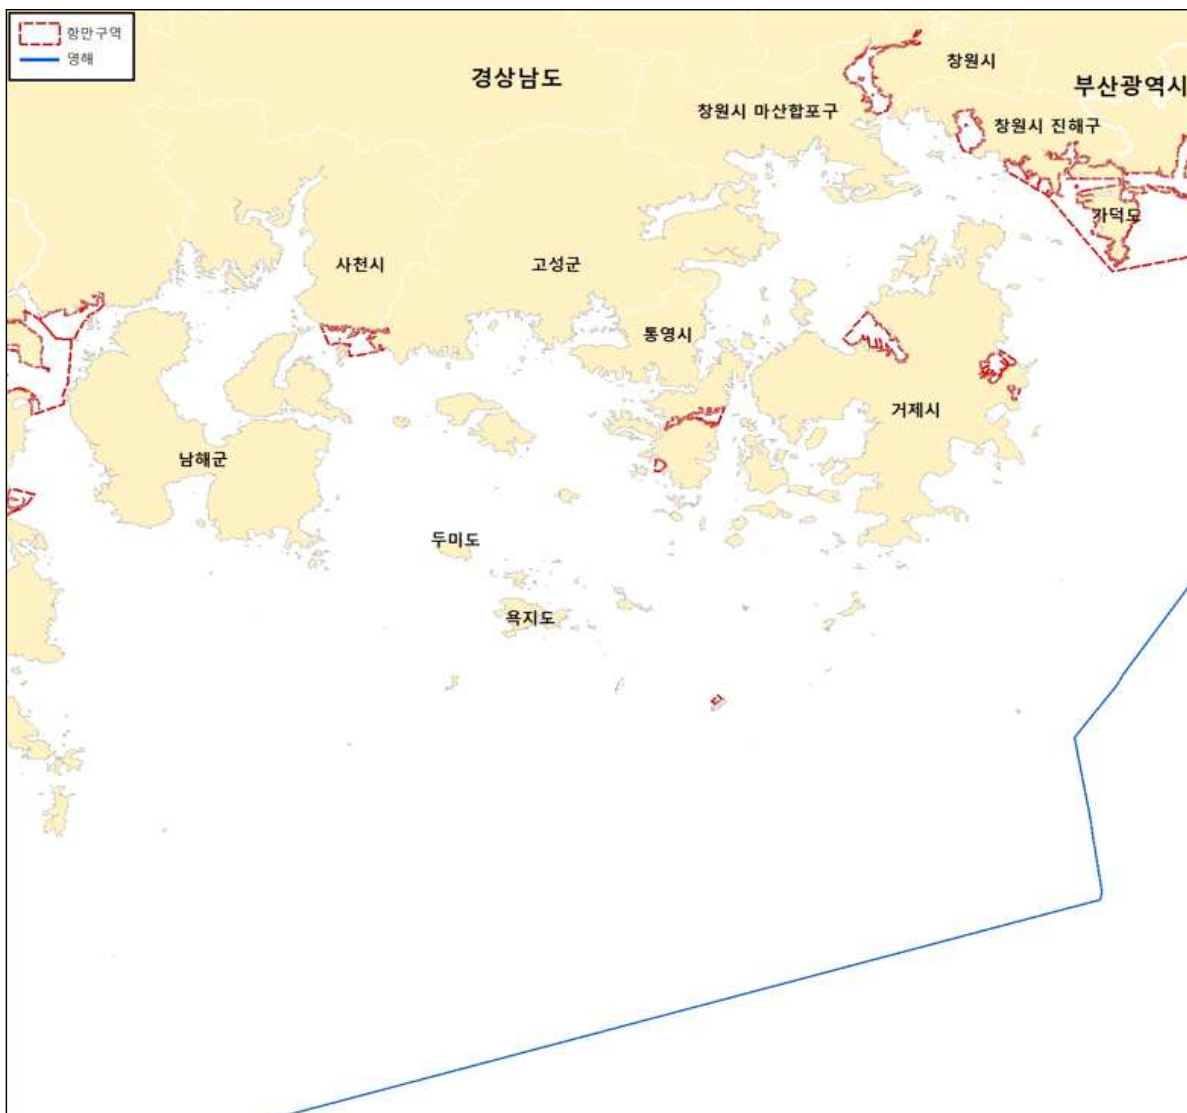 항만구역
영해
경상남도
창원시
부산광역시
창원시 마산합포구
창원시 진해구
가덕도
사천시
고성군
통영시
거제시
남해군
두미도
욕지도